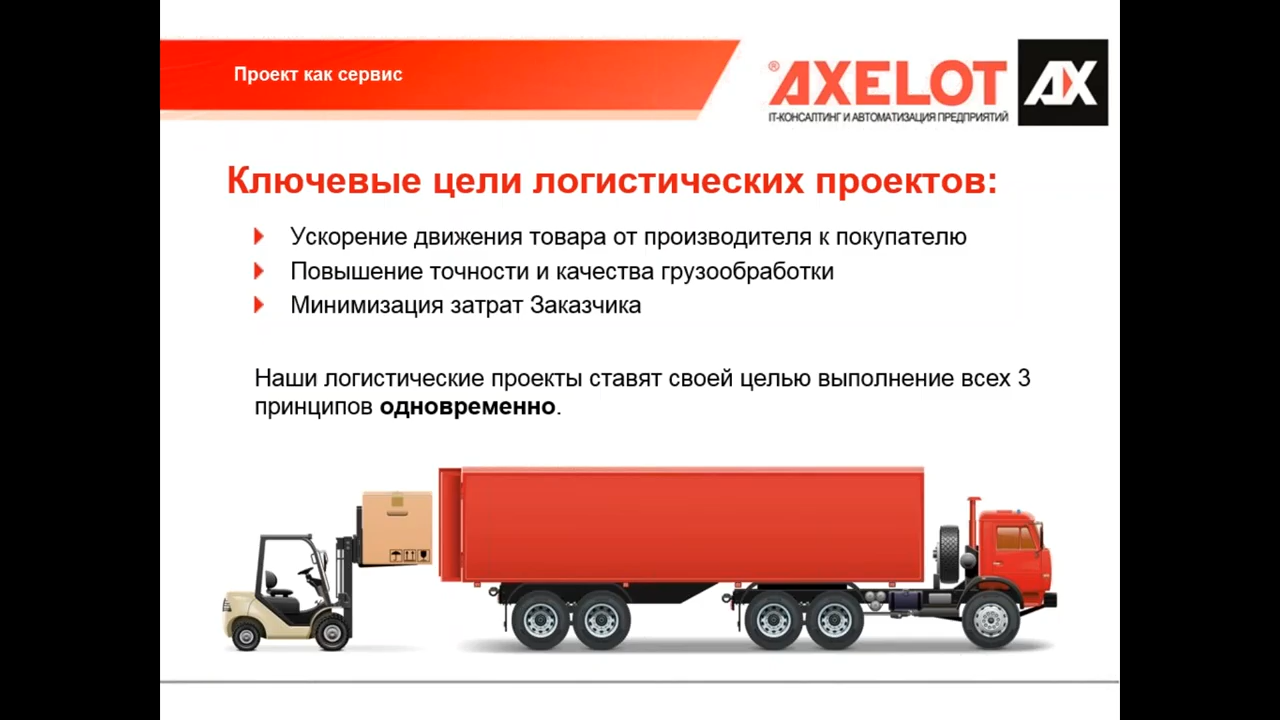 Проект как сервис
®AXELOT AX
IT-КОНСАЛТИНГ И АВТОМАТИЗАЦИЯ ПРЕДПРИЯТИЙ
Ключевые цели логистических проектов:
Ускорение движения товара от производителя к покупателю
Повышение точности и качества грузообработки
Минимизация затрат Заказчика
Наши логистические проекты ставят своей целью выполнение всех 3
принципов одновременно.